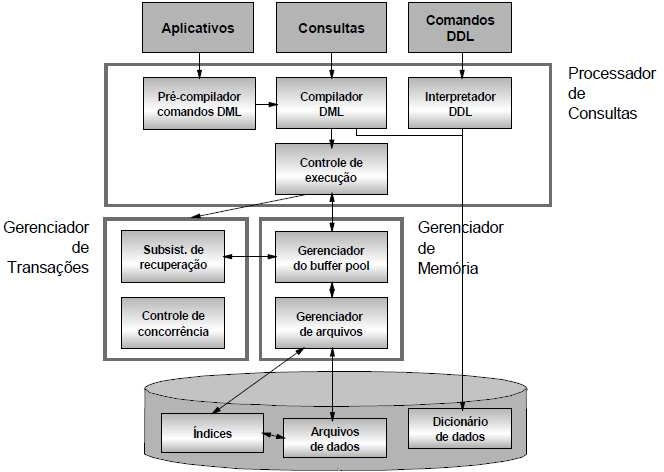 Aplicativos
Consultas
Comandos
DDL
Processador
de
Consultas
Pré-compilador
comandos DML
Compilador
DML
Interpretador
DDL
Controle de
execução
Gerenciador
de
Transações
Subsist. de
recuperação
Gerenciador
do buffer pool
Gerenciador
de
Memória
Controle de
concorrência
Gerenciador
de arquivos
Índices
Arquivos
de dados
Dicionário
de dados